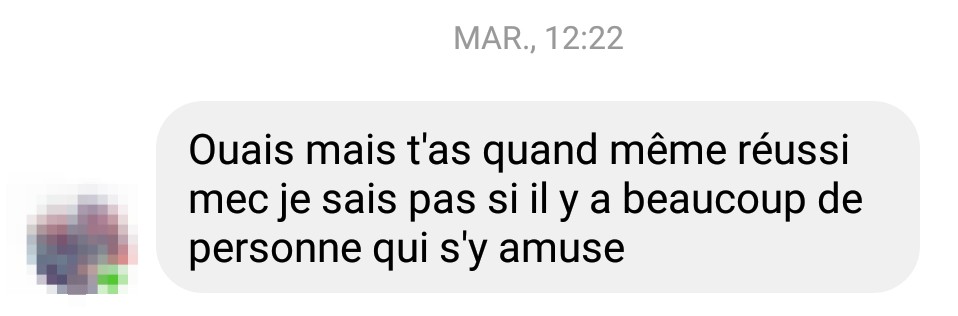 MAR., 12:22
Ouais mais t'as quand même réussi
mec je sais pas si il y a beaucoup de
personne qui s'y amuse